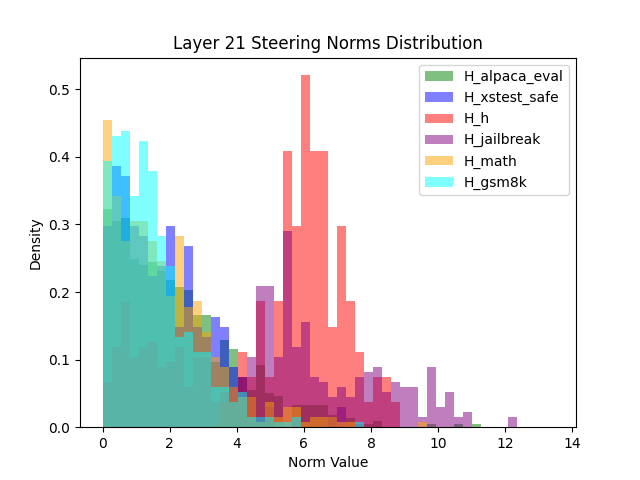 Layer 21 Steering Norms Distribution
H_alpaca_eval
H_xstest_safe
H_h
H_jailbreak
H_math
H_gsm8k
Density
0.5
0.4
0.3
0.2
0.1
0.0
0 2 4 6 8 10 12 14
Norm Value